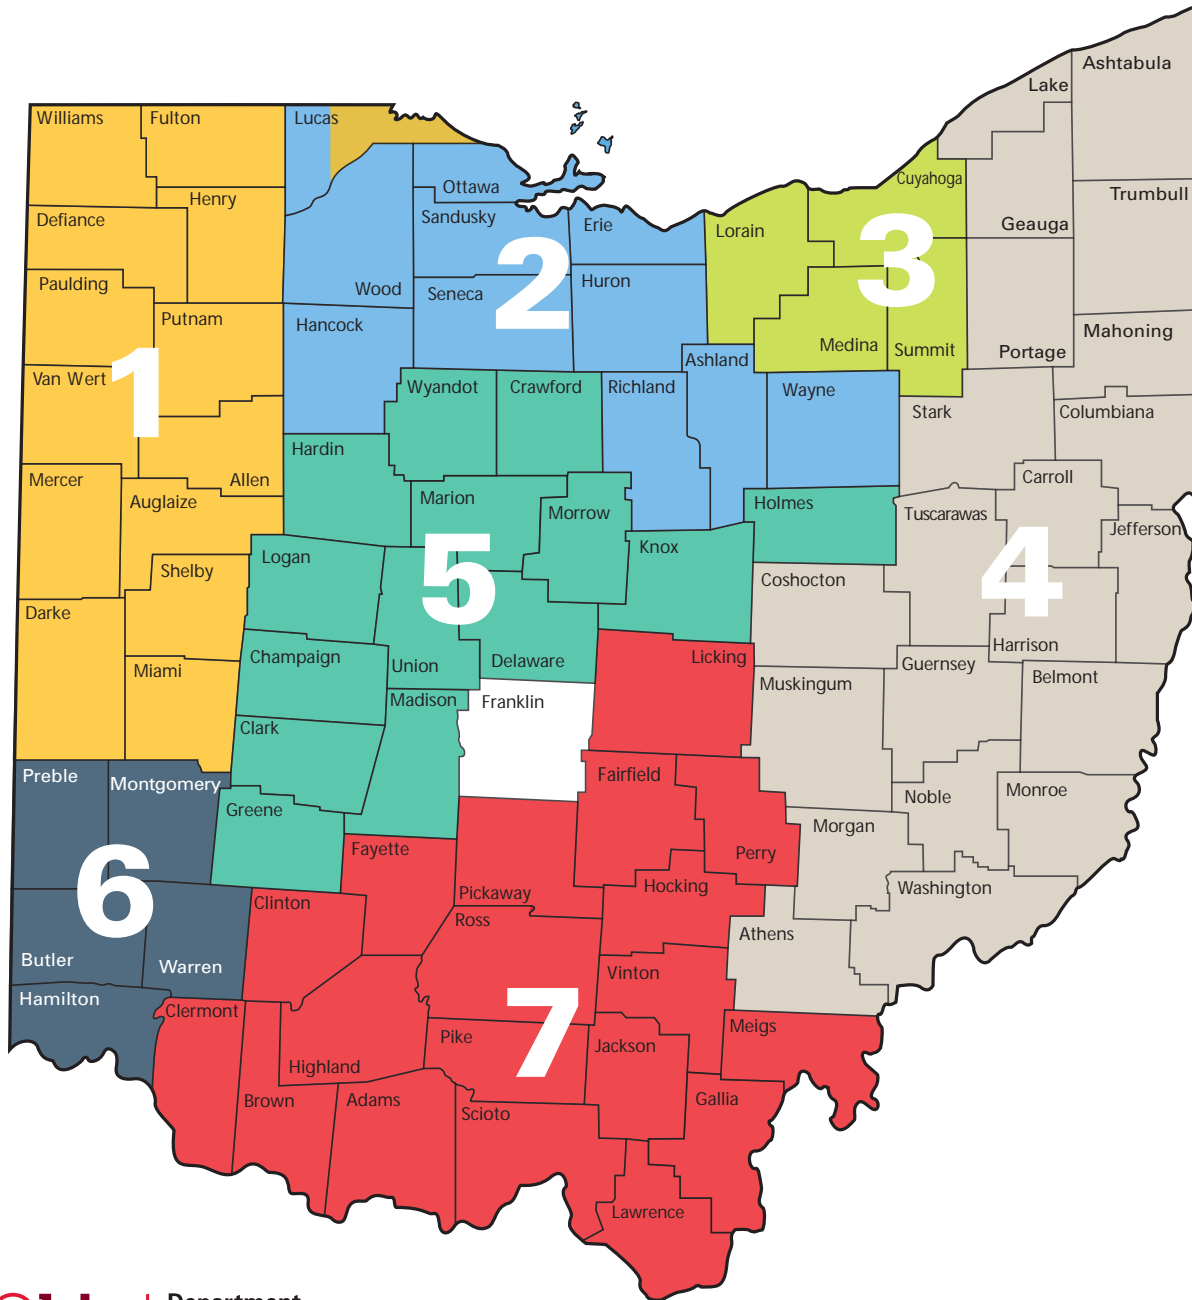 Ashtabula
Lake
Williams
Fulton
Lucas
Cuyahoga
Ottawa
Trumbull
Henry
Defiance
Sandusky
Erie
Lorain
Geauga
3
2
Paulding
Wood
Seneca
Huron
Putnam
Hancock
Mahoning
Medina
Summit
Portage
Ashland
1
Van Wert
Wyandot
Crawford
Richland
Wayne
Stark
Columbiana
Hardin
Mercer
Allen
Carroll
Auglaize
Marion
Morrow
Holmes
Tuscarawas
Jefferson
Logan
Knox
5
4
Shelby
Coshocton
Darke
Miami
Champaign
Union
Delaware
Licking
Harrison
Guernsey
Muskingum
Belmont
Madison
Franklin
Clark
Preble
Montgomery
Fairfield
Noble
Monroe
Greene
Morgan
Fayette
Perry
6
Pickaway
Hocking
Washington
Clinton
Ross
Athens
Butler
Warren
Vinton
Hamilton
Clermont
7
Meigs
Pike
Jackson
Highland
Brown
Adams
Scioto
Gallia
Lawrence
Department